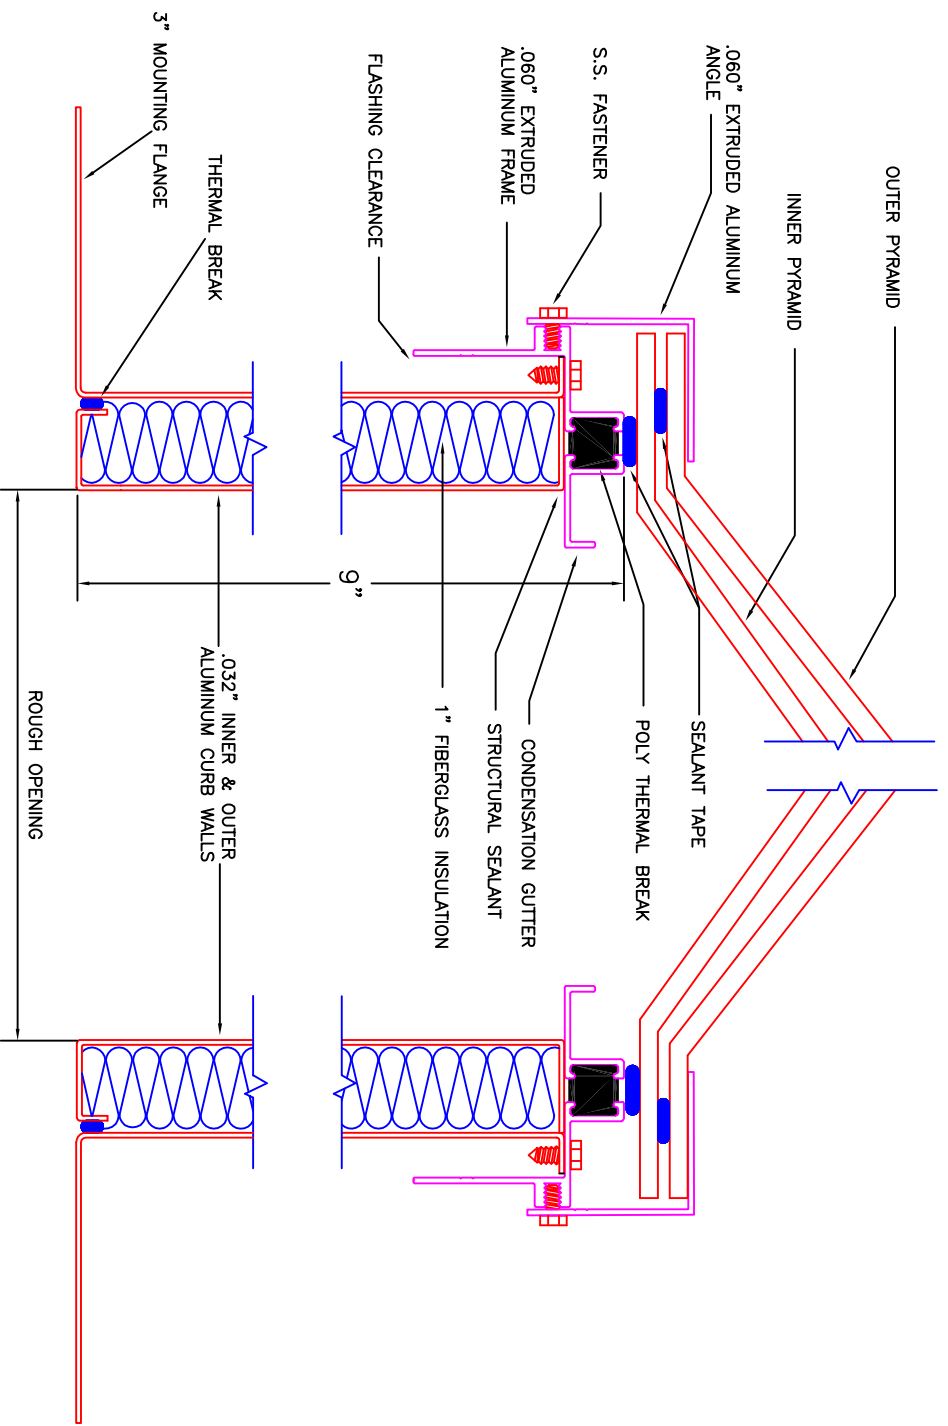 OUTER PYRAMID
INNER PYRAMID
.060" EXTRUDED ALUMINUM
ANGLE
S.S. FASTENER
.060" EXTRUDED
ALUMINUM FRAME
FLASHING CLEARANCE
THERMAL BREAK
3" MOUNTING FLANGE
SEALANT TAPE
POLY THERMAL BREAK
CONDENSATION GUTTER
STRUCTURAL SEALANT
1" FIBERGLASS INSULATION
9"
.032" INNER & OUTER
ALUMINUM CURB WALLS
ROUGH OPENING